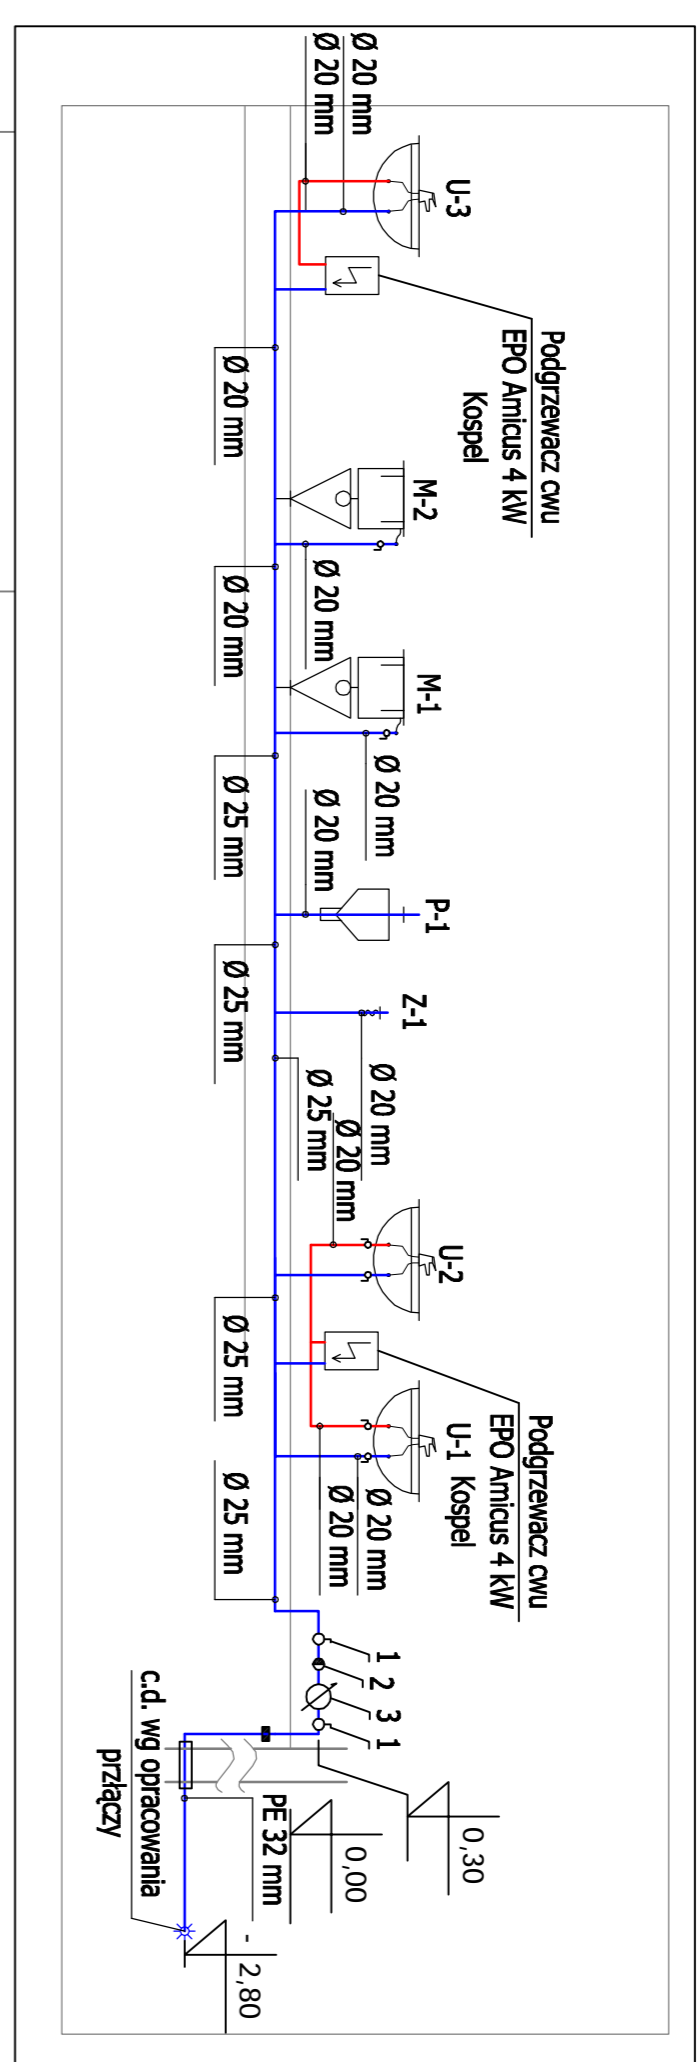 Ø 20 mm
Ø 20 mm
U-3
Podgrzewacz cwu
EPO Amicus 4 kW
Kospel
Ø 20 mm
M-2
Ø 20 mm
Ø 20 mm
M-1
Ø 20 mm
Ø 25 mm
Ø 20 mm
P-1
Ø 25 mm
Z-1
Ø 20 mm
Ø 25 mm
Ø 20 mm
U-2
Ø 25 mm
Podgrzewacz cwu
EPO Amicus 4 kW
U-1 Kospel
Ø 20 mm
Ø 20 mm
Ø 25 mm
1
2
3
1
0,30
0,00
PE 32 mm
- 2,80
c.d. wg opracowania
przłączy